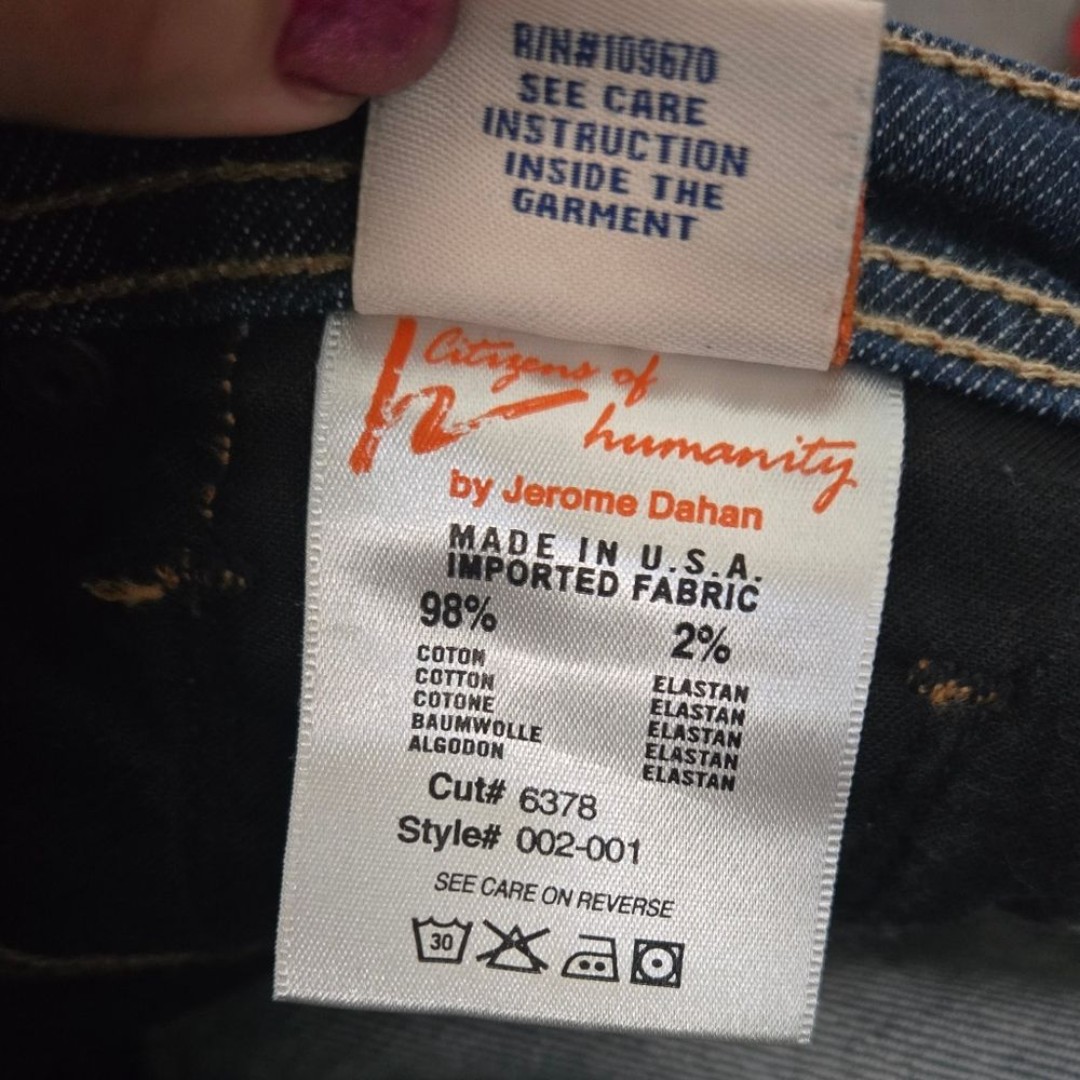 R/N#109670
SEE CARE
INSTRUCTION
INSIDE THE
GARMENT
Citizens of
humanity
by Jerome Dahan
MADE IN U.S.A.
IMPORTED FABRIC
98% 2%
COTON ELASTAN
COTTON ELASTAN
COTONE ELASTAN
BAUMWOLLE ELASTAN
ALGODON ELASTAN
Cut# 6378
Style# 002-001
SEE CARE ON REVERSE
30